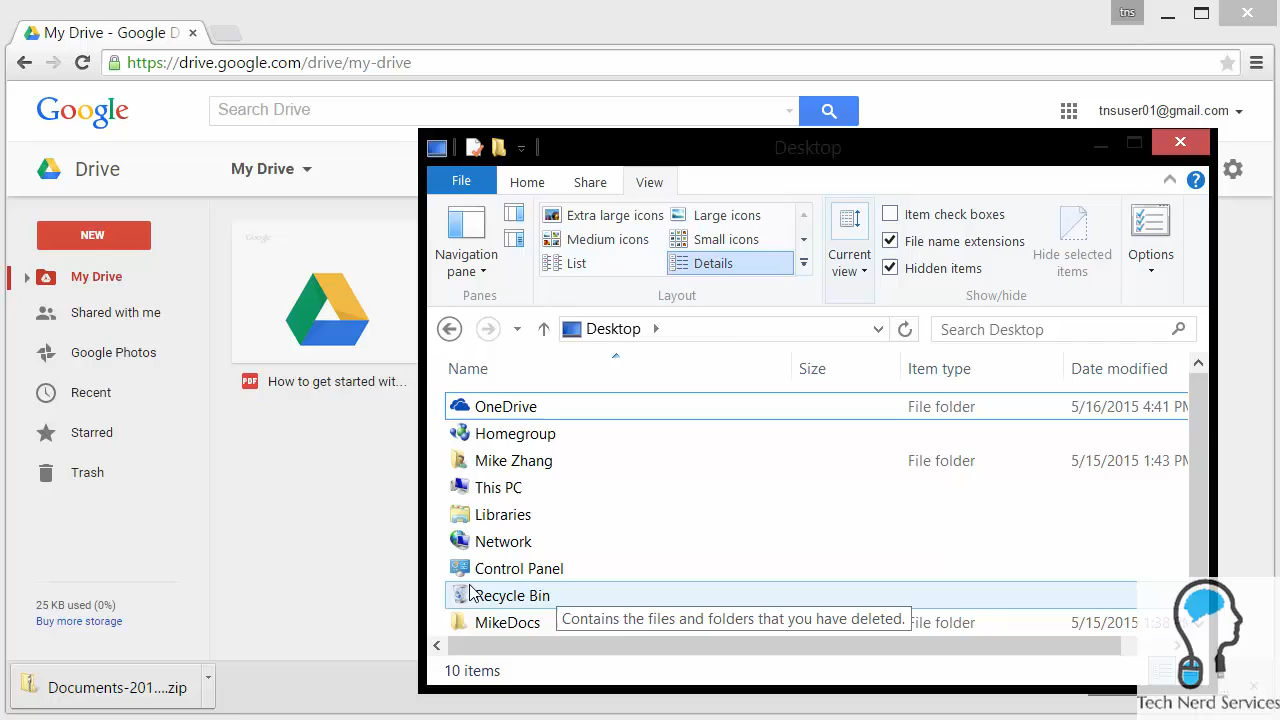 tns
My Drive - Google D
https://drive.google.com/drive/my-drive
Google
Search Drive
tnsuser01@gmail.com
Drive
My Drive
NEW
My Drive
Shared with me
Google Photos
Recent
Starred
Trash
25 KB used
Buy more storage
Google
PDF
How to get started wit...
Documents-201....zip
Desktop
File
Home
Share
View
Navigation
pane
Extra large icons
Large icons
Medium icons
Small icons
List
Details
Current
view
Item check boxes
File name extensions
Hidden items
Hide selected
items
Options
Panes
Layout
Show/hide
Desktop
Search Desktop
Name
Size
Item type
Date modified
OneDrive
File folder
5/16/2015 4:41 PM
Homegroup
Mike Zhang
File folder
5/15/2015 1:43 PM
This PC
Libraries
Network
Control Panel
Recycle Bin
Contains the files and folders that you have deleted.
MikeDocs
File folder
10 items
Tech Nerd Services